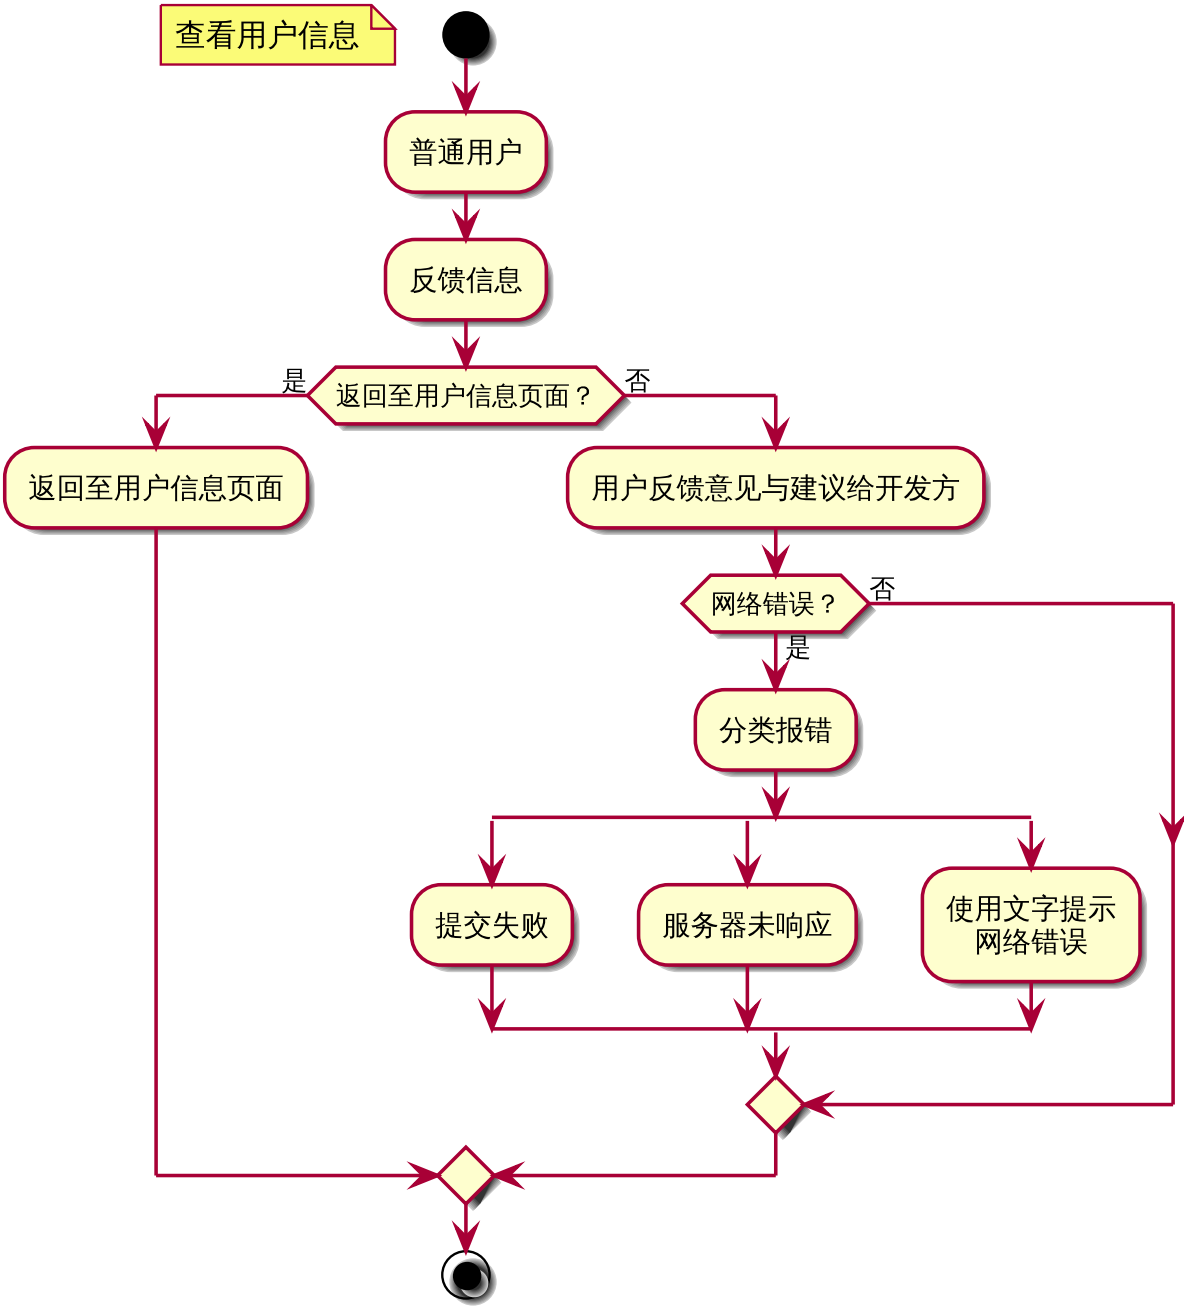 查看用户信息
普通用户
反馈信息
是
返回至用户信息页面？
否
返回至用户信息页面
用户反馈意见与建议给开发方
网络错误？
否
是
分类报错
提交失败
服务器未响应
使用文字提示
网络错误